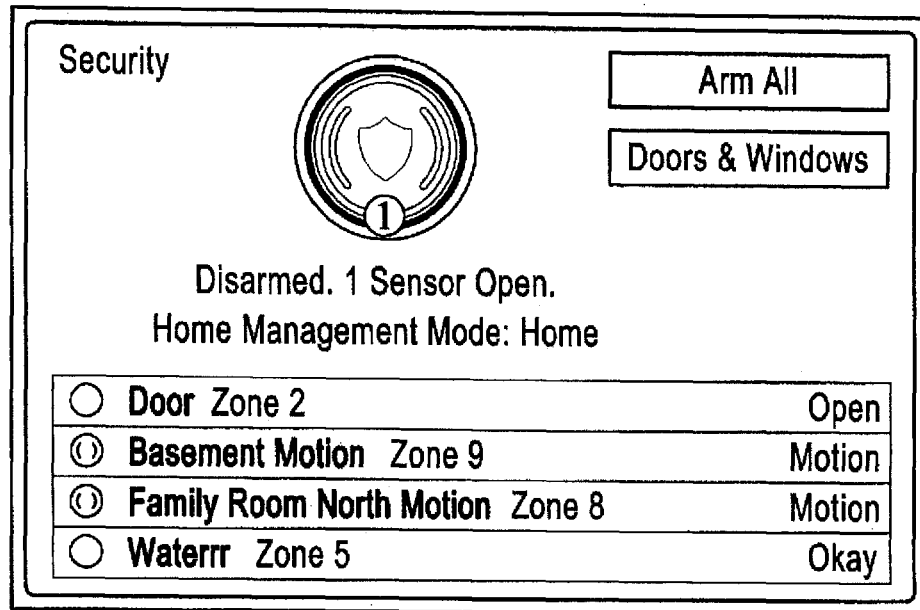 Security
Arm All
Doors & Windows
1
Disarmed. 1 Sensor Open.
Home Management Mode: Home
Door Zone 2 Open
Basement Motion Zone 9 Motion
Family Room North Motion Zone 8 Motion
Waterrr Zone 5 Okay